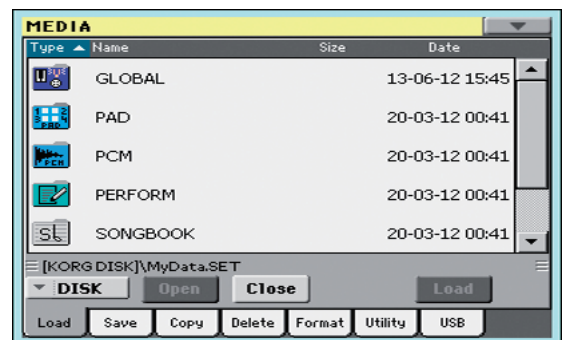 MEDIA
Type Name Size Date
GLOBAL 13-06-12 15:45
PAD 20-03-12 00:41
PCM PCM 20-03-12 00:41
PERFORM 20-03-12 00:41
SONGBOOK 20-03-12 00:41
[KORG DISK]\MyData.SET
DISK Open Close Load
Load Save Copy Delete Format Utility USB